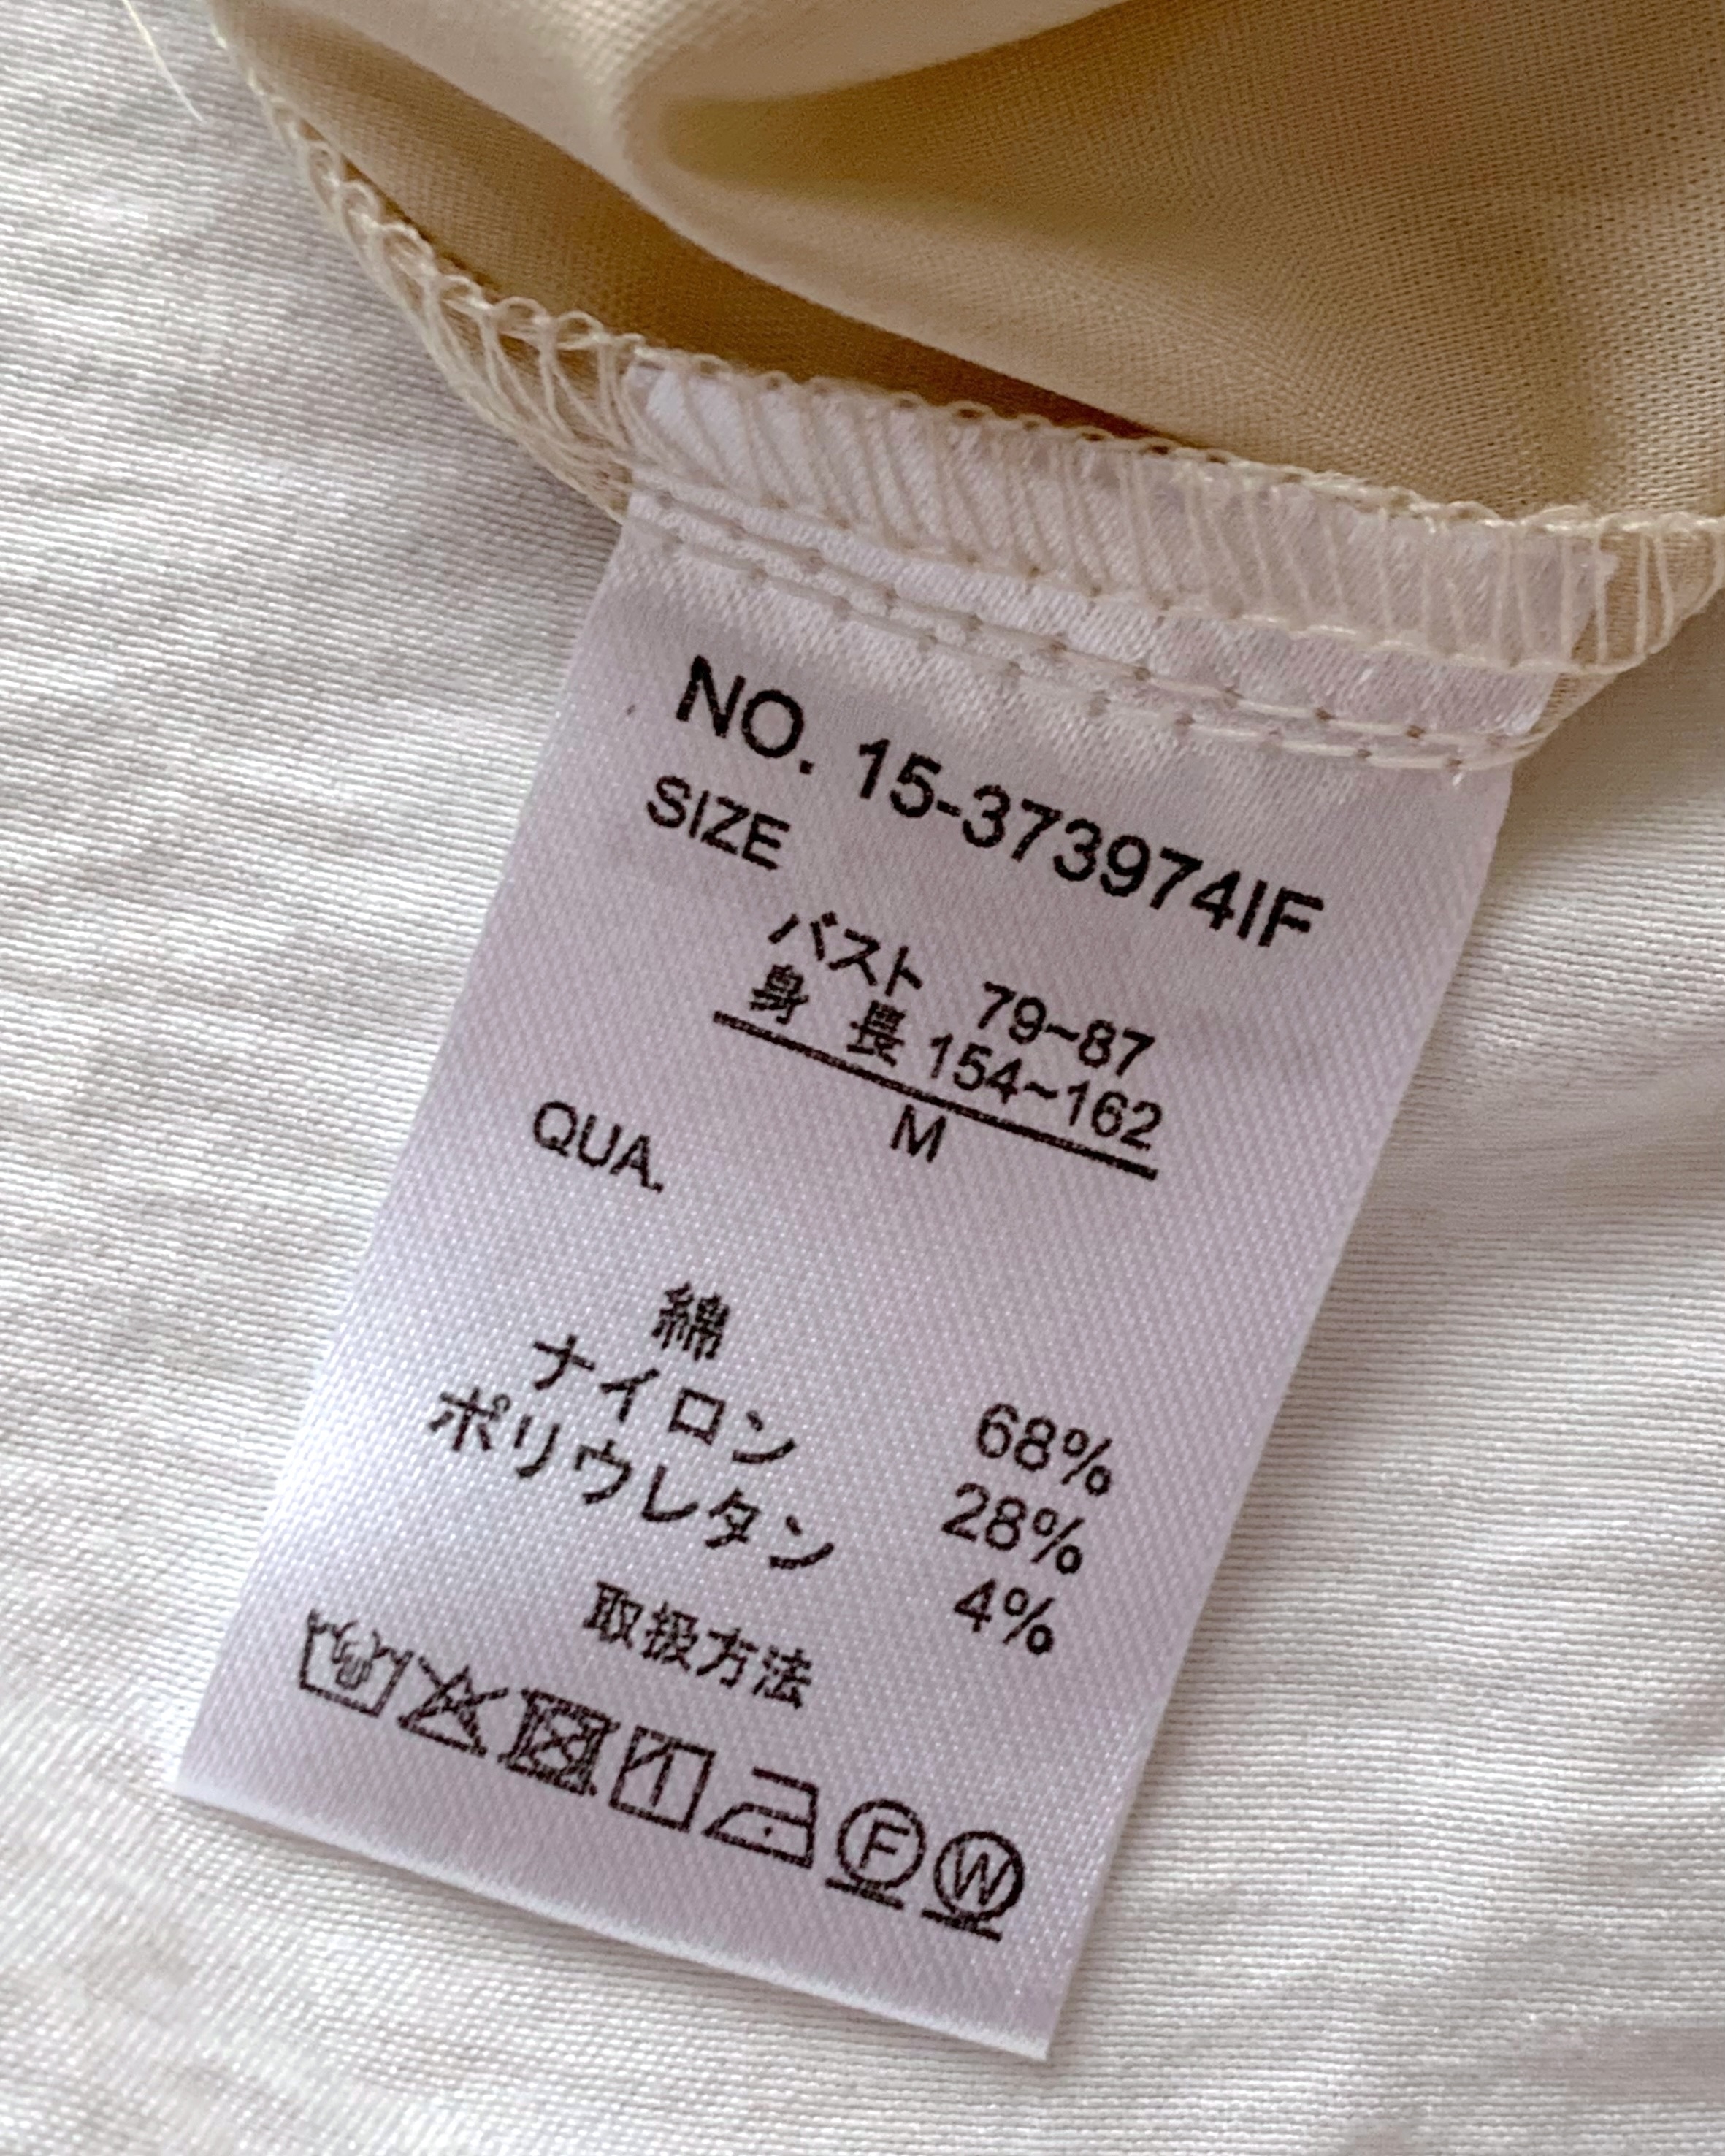 NO. 15-373974IF
SIZE
バスト 79~87
身 長 154~162
M
QUA.
綿 68%
ナイロン 28%
ポリウレタン 4%
取扱方法
F W